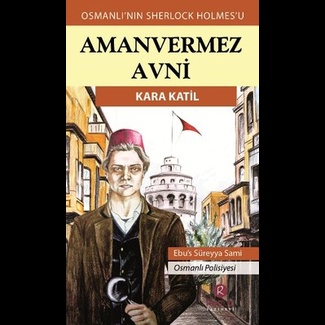 OSMANLI'NIN SHERLOCK HOLMES'U
AMANVERMEZ
AVNİ
KARA KATİL
Ebu's Süreyya Sami
Osmanlı Polisiyesi